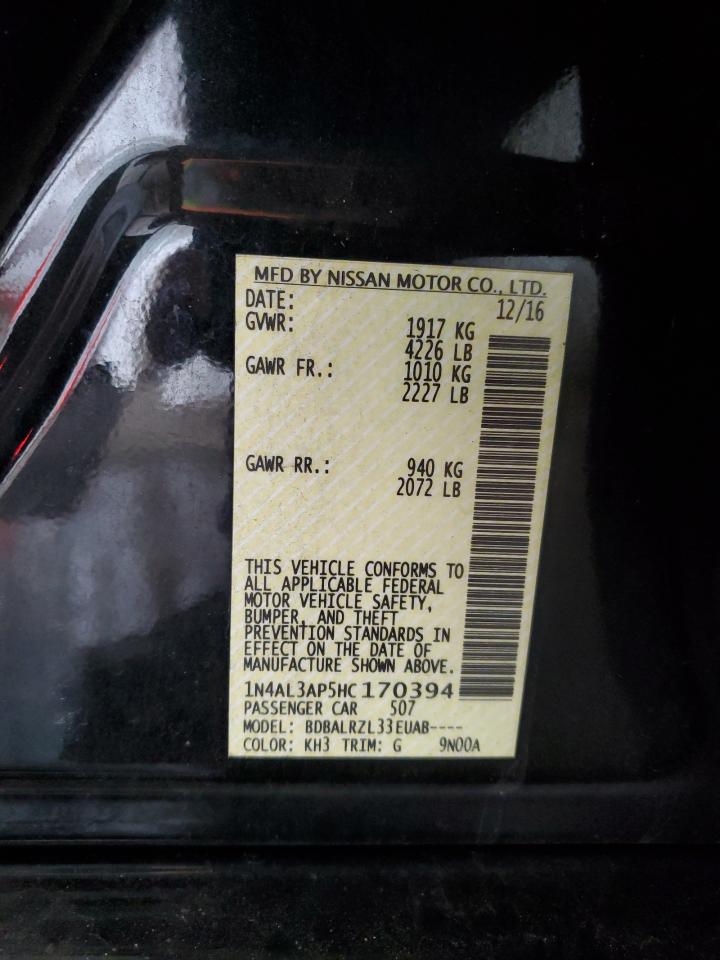 MFD BY NISSAN MOTOR CO., LTD.
DATE: 12/16
GVWR: 1917 KG
4226 LB
GAWR FR.: 1010 KG
2227 LB
GAWR RR.: 940 KG
2072 LB
THIS VEHICLE CONFORMS TO
ALL APPLICABLE FEDERAL
MOTOR VEHICLE SAFETY,
BUMPER, AND THEFT
PREVENTION STANDARDS IN
EFFECT ON THE DATE OF
MANUFACTURE SHOWN ABOVE.
1N4AL3AP5HC170394
PASSENGER CAR 507
MODEL: BDBALRZL33EUAB----
COLOR: KH3 TRIM: G 9N00A